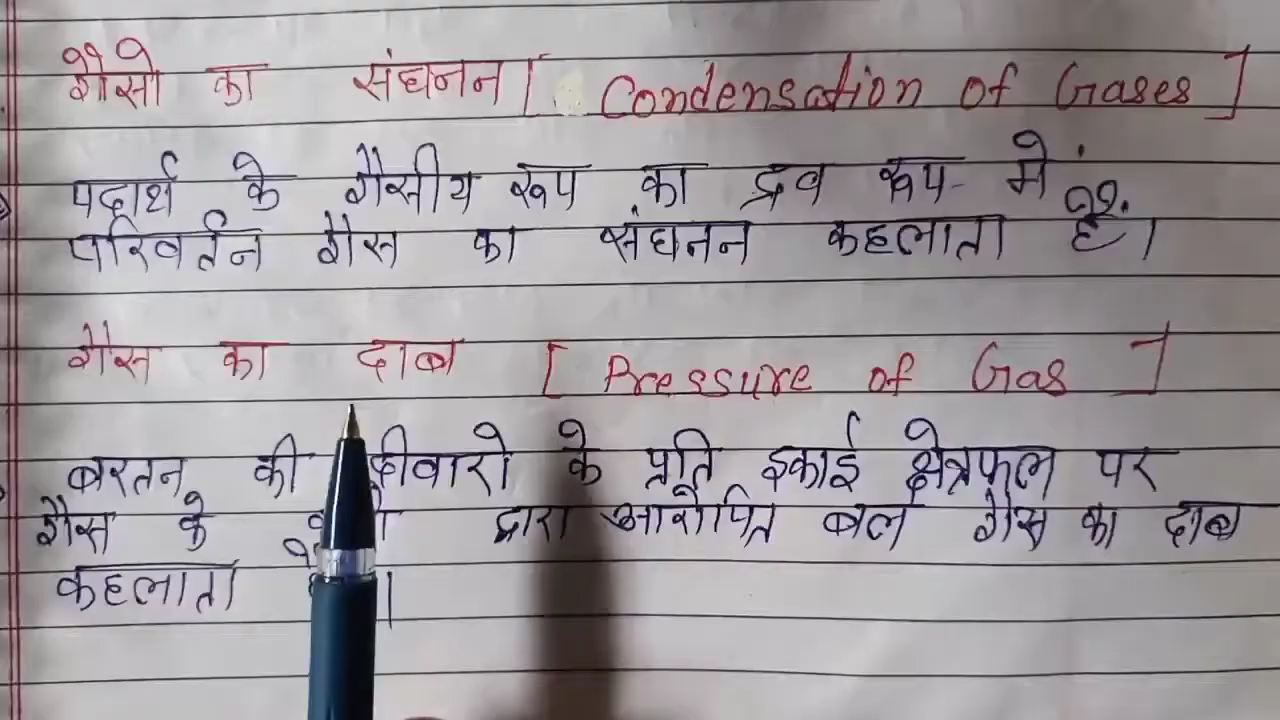 गैसो का संघनन [ Condensation of Gases ]
पदार्थ के गैसीय रूप का द्रव रूप में
परिवर्तन गैस का संघनन कहलाता है।
गैस का दाब [ Pressure of Gas ]
बरतन की दीवारो के प्रति इकाई क्षेत्रफल पर
गैस के द्वारा आरोपित बल गैस का दाब
कहलाता है।